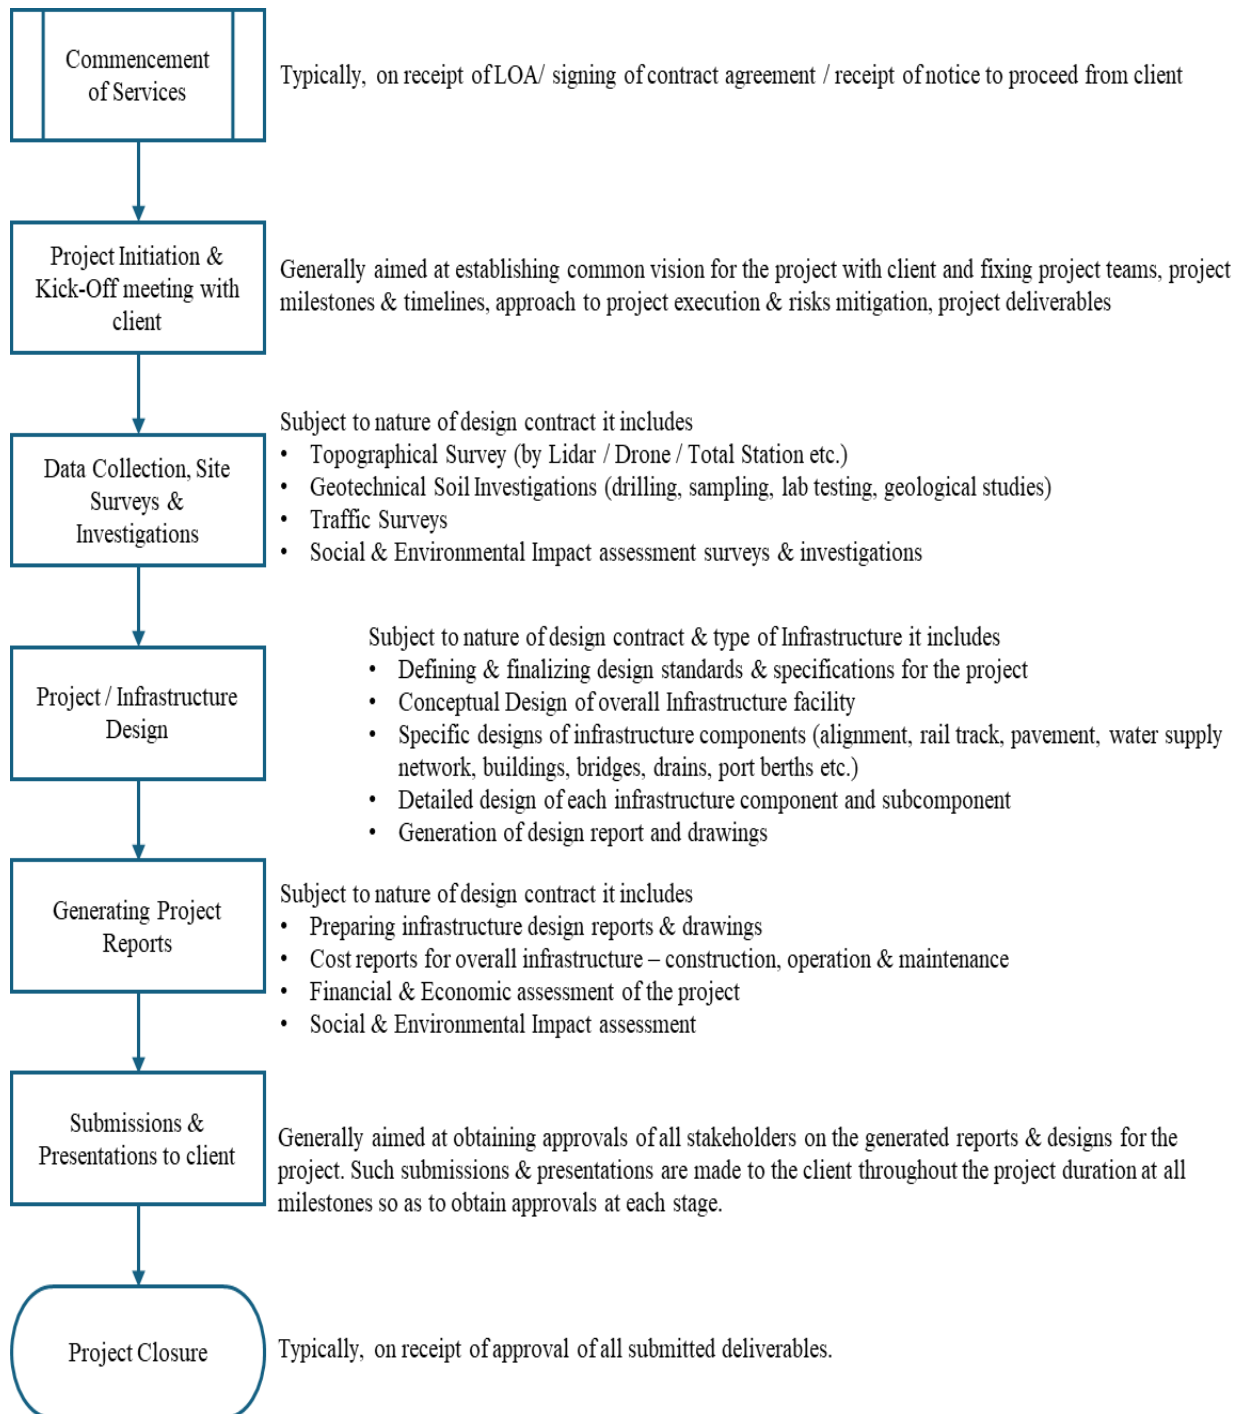 Commencement
of Services
Typically, on receipt of LOA/ signing of contract agreement / receipt of notice to proceed from client
Project Initiation &
Kick-Off meeting with
client
Generally aimed at establishing common vision for the project with client and fixing project teams, project
milestones & timelines, approach to project execution & risks mitigation, project deliverables
Data Collection, Site
Surveys &
Investigations
Subject to nature of design contract it includes
• Topographical Survey (by Lidar / Drone / Total Station etc.)
• Geotechnical Soil Investigations (drilling, sampling, lab testing, geological studies)
• Traffic Surveys
• Social & Environmental Impact assessment surveys & investigations
Project / Infrastructure
Design
Subject to nature of design contract & type of Infrastructure it includes
• Defining & finalizing design standards & specifications for the project
• Conceptual Design of overall Infrastructure facility
• Specific designs of infrastructure components (alignment, rail track, pavement, water supply
network, buildings, bridges, drains, port berths etc.)
• Detailed design of each infrastructure component and subcomponent
• Generation of design report and drawings
Generating Project
Reports
Subject to nature of design contract it includes
• Preparing infrastructure design reports & drawings
• Cost reports for overall infrastructure – construction, operation & maintenance
• Financial & Economic assessment of the project
• Social & Environmental Impact assessment
Submissions &
Presentations to client
Generally aimed at obtaining approvals of all stakeholders on the generated reports & designs for the
project. Such submissions & presentations are made to the client throughout the project duration at all
milestones so as to obtain approvals at each stage.
Project Closure
Typically, on receipt of approval of all submitted deliverables.